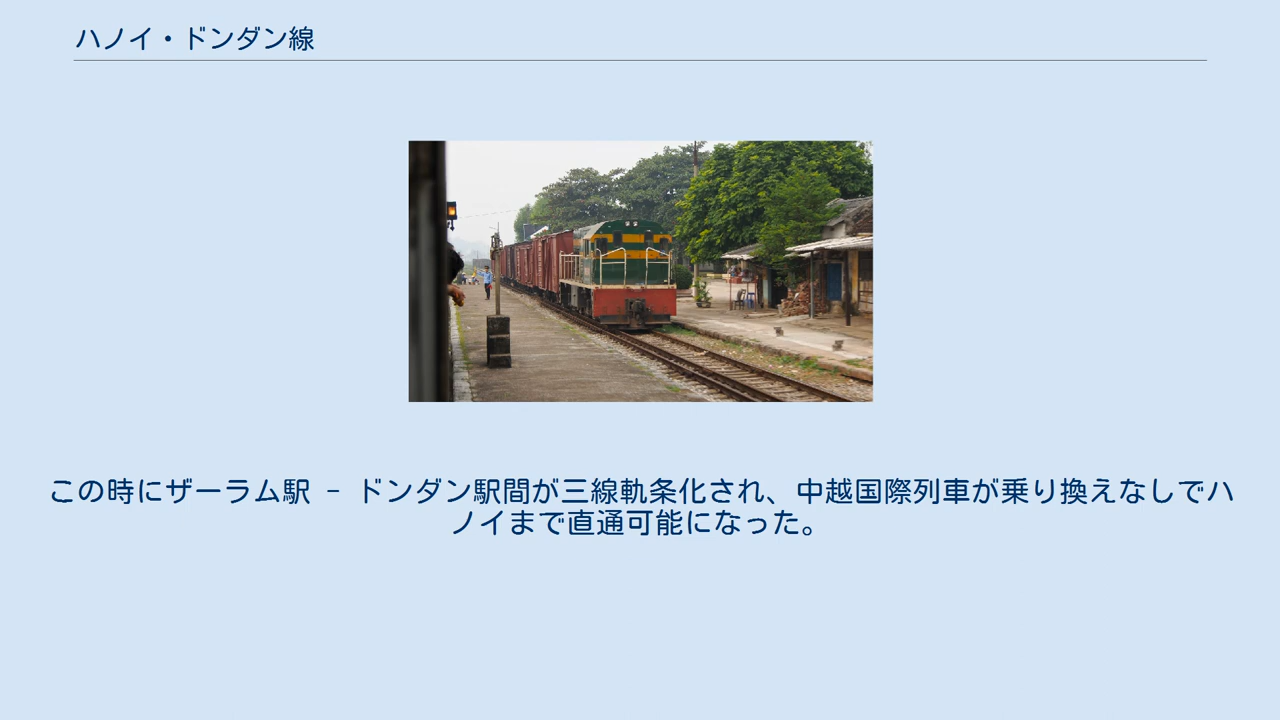 ハノイ・ドンダン線
この時にザーラム駅 - ドンダン駅間が三線軌条化され、中越国際列車が乗り換えなしでハ
ノイまで直通可能になった。